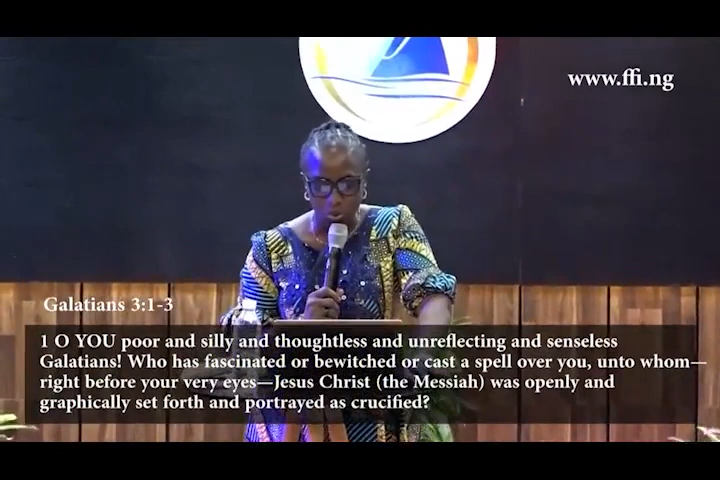 www.ffi.ng
Galatians 3:1-3
1 O YOU poor and silly and thoughtless and unreflecting and senseless
Galatians! Who has fascinated or bewitched or cast a spell over you, unto whom—
right before your very eyes—Jesus Christ (the Messiah) was openly and
graphically set forth and portrayed as crucified?